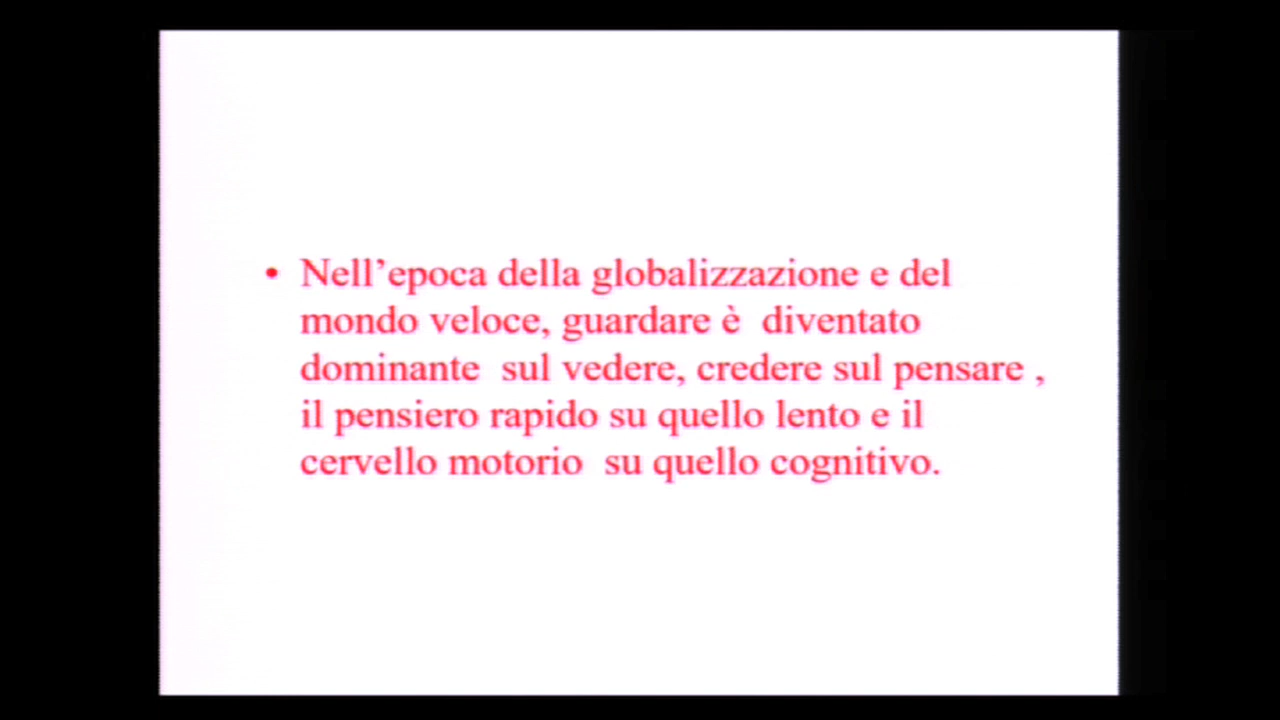 • Nell’epoca della globalizzazione e del
mondo veloce, guardare è  diventato
dominante  sul vedere, credere sul pensare ,
il pensiero rapido su quello lento e il
cervello motorio  su quello cognitivo.